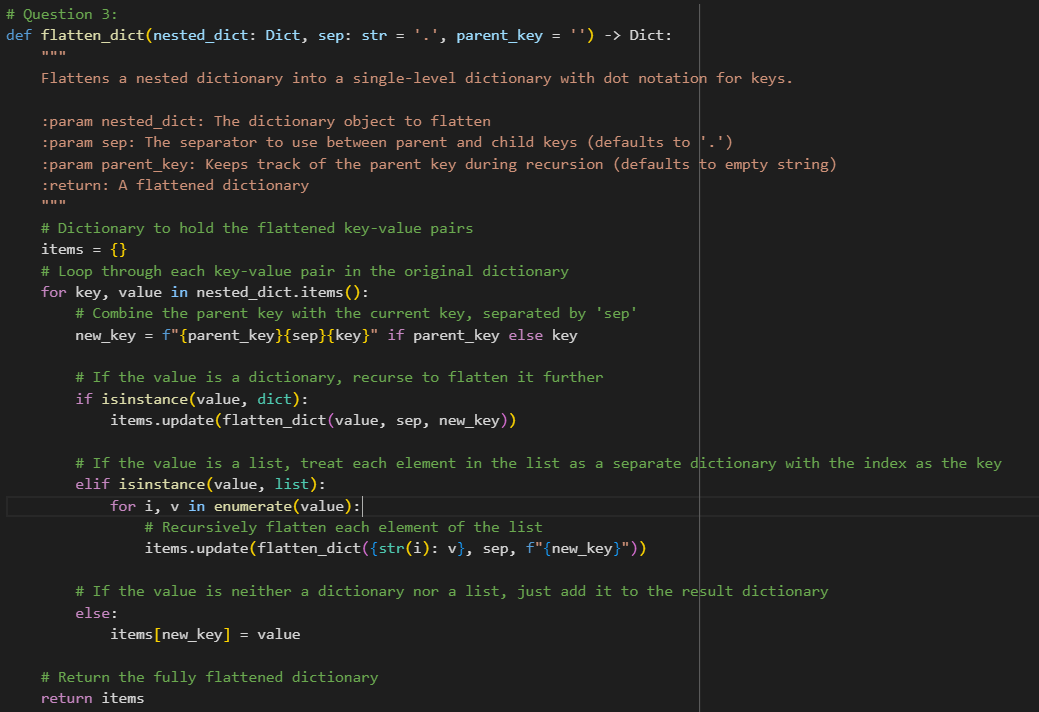 # Question 3:
def flatten_dict(nested_dict: Dict, sep: str = '.', parent_key = '') -> Dict:
    """
    Flattens a nested dictionary into a single-level dictionary with dot notation for keys.

    :param nested_dict: The dictionary object to flatten
    :param sep: The separator to use between parent and child keys (defaults to '.')
    :param parent_key: Keeps track of the parent key during recursion (defaults to empty string)
    :return: A flattened dictionary
    """
    # Dictionary to hold the flattened key-value pairs
    items = {}
    # Loop through each key-value pair in the original dictionary
    for key, value in nested_dict.items():
        # Combine the parent key with the current key, separated by 'sep'
        new_key = f"{parent_key}{sep}{key}" if parent_key else key

        # If the value is a dictionary, recurse to flatten it further
        if isinstance(value, dict):
            items.update(flatten_dict(value, sep, new_key))

        # If the value is a list, treat each element in the list as a separate dictionary with the index as the key
        elif isinstance(value, list):
            for i, v in enumerate(value):
                # Recursively flatten each element of the list
                items.update(flatten_dict({str(i): v}, sep, f"{new_key}"))

        # If the value is neither a dictionary nor a list, just add it to the result dictionary
        else:
            items[new_key] = value

    # Return the fully flattened dictionary
    return items